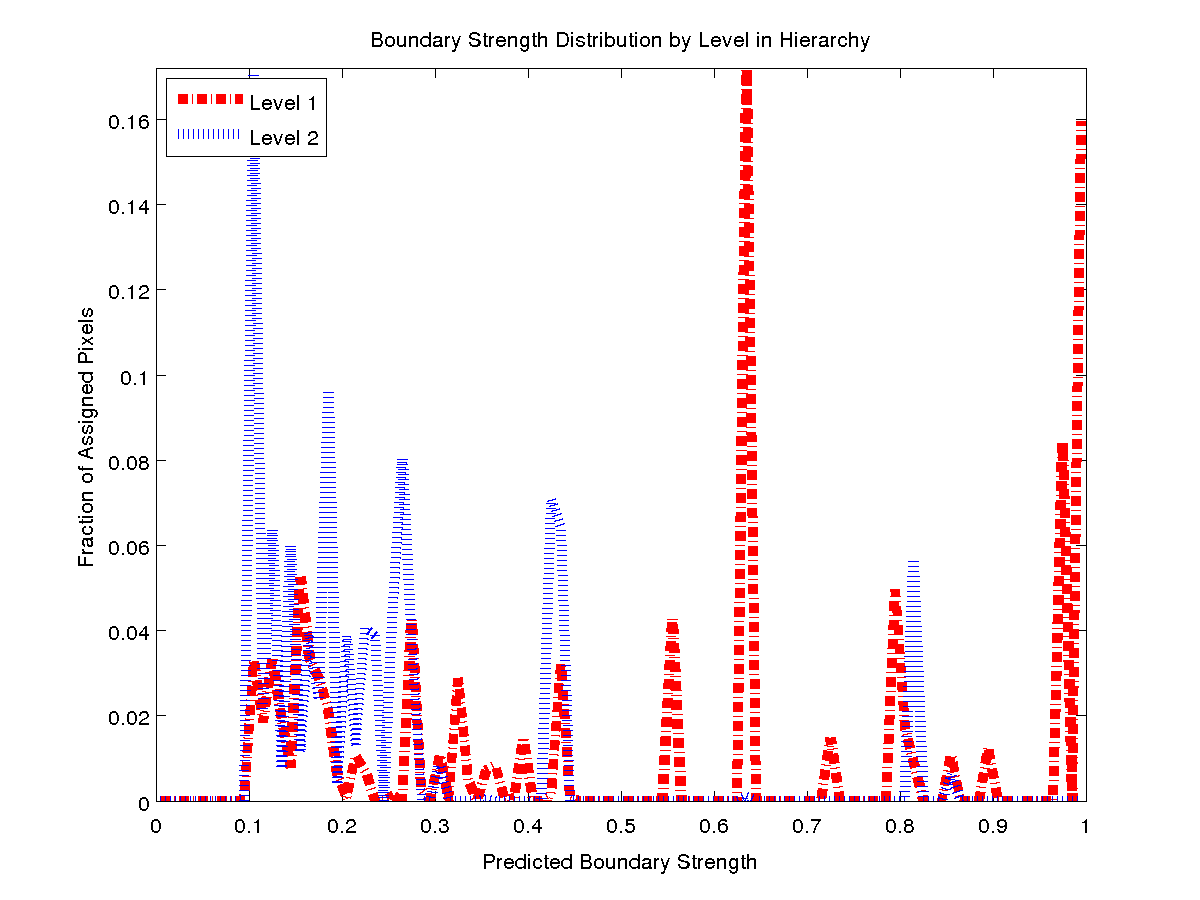 Boundary Strength Distribution by Level in Hierarchy
Level 1
Level 2
0.16
0.14
0.12
0.1
0.08
0.06
0.04
0.02
0
Fraction of Assigned Pixels
0 0.1 0.2 0.3 0.4 0.5 0.6 0.7 0.8 0.9 1
Predicted Boundary Strength